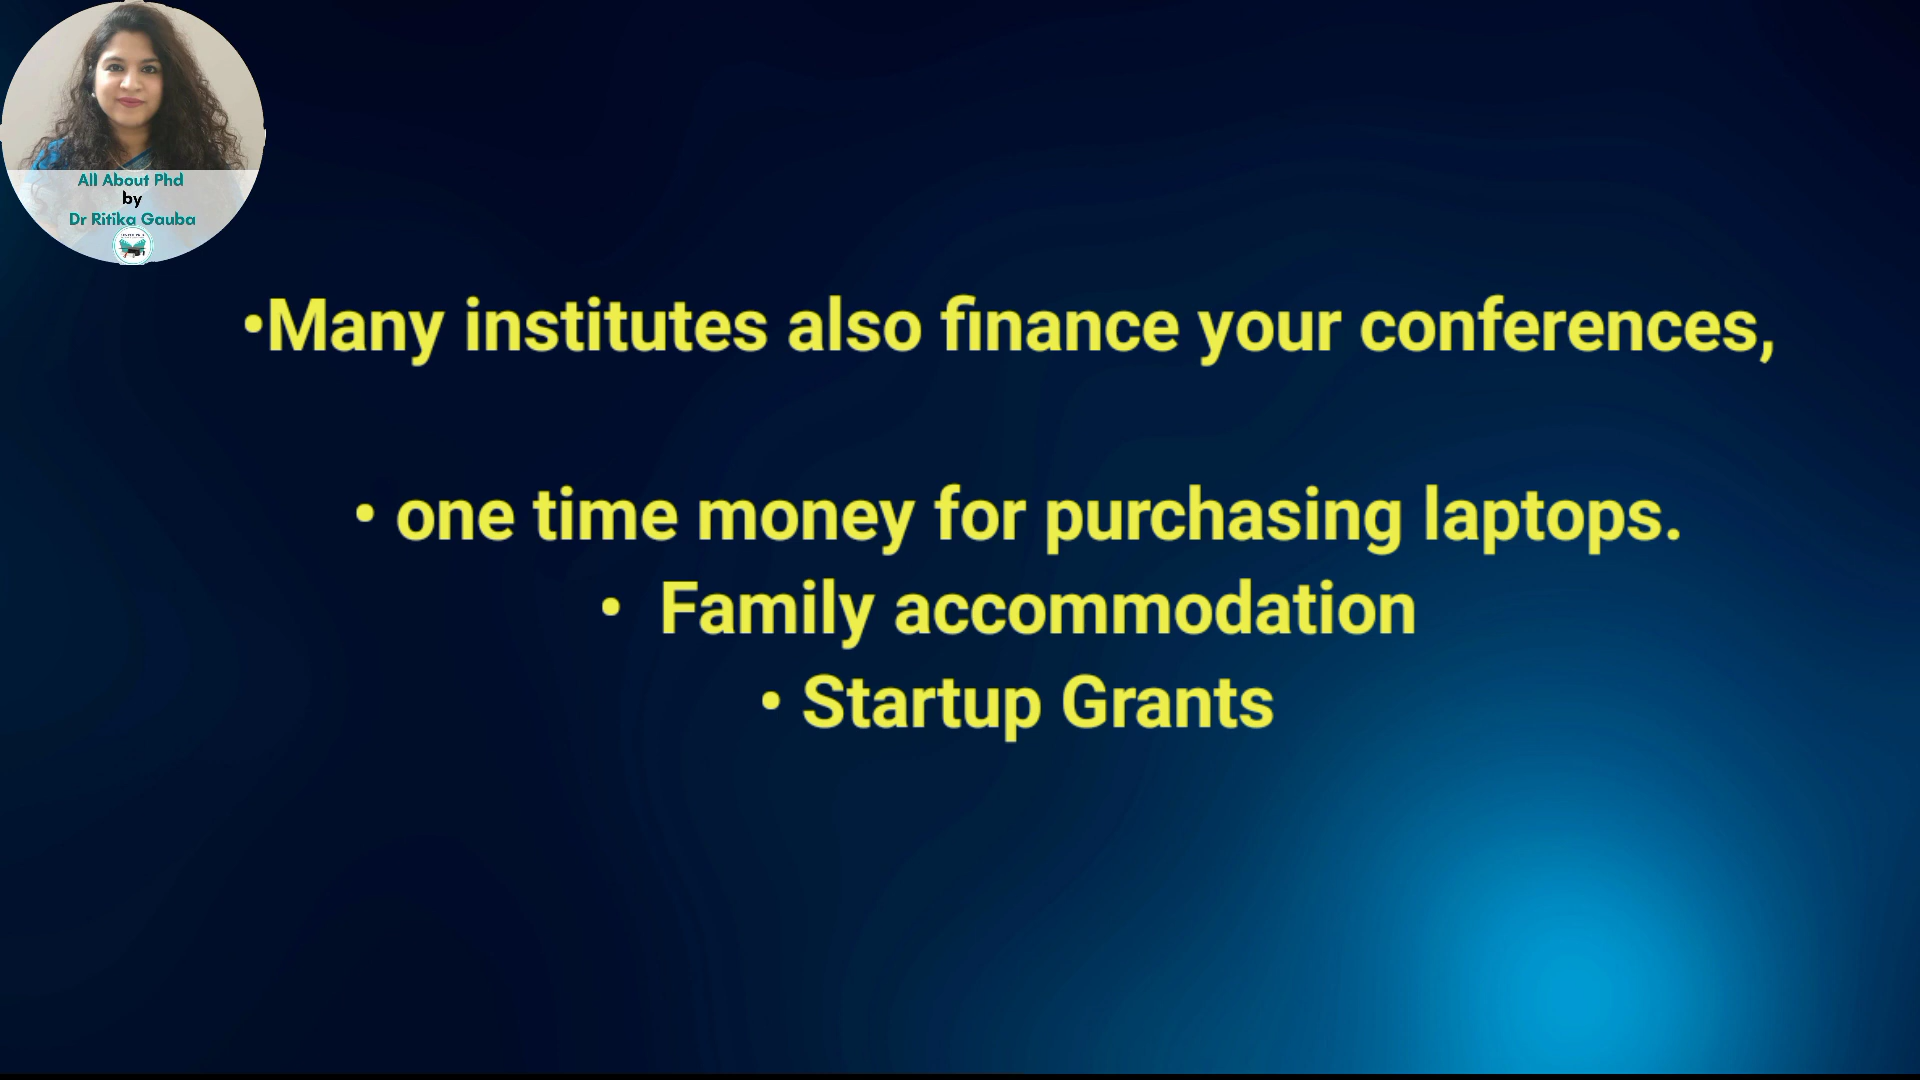 All About Phd
by
Dr Ritika Gauba
•Many institutes also finance your conferences,
• one time money for purchasing laptops.
• Family accommodation
• Startup Grants